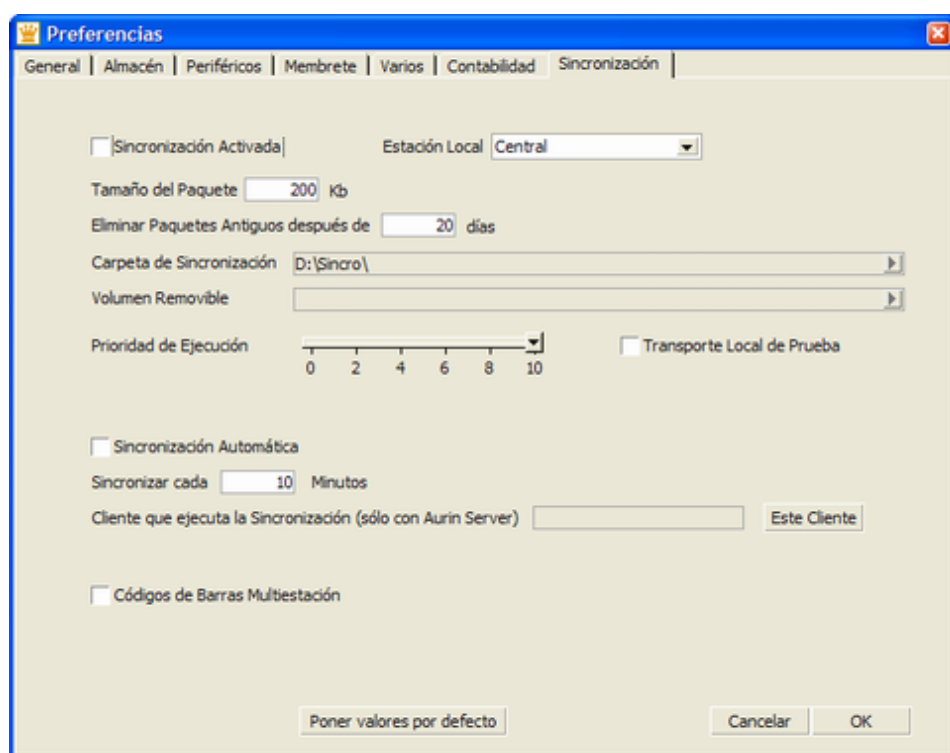 Preferencias
General Almacén Periféricos Membrete Varios Contabilidad Sincronización
Sincronización Activada Estación Local Central
Tamaño del Paquete 200 Kb
Eliminar Paquetes Antiguos después de 20 días
Carpeta de Sincronización D:\Sincro\
Volumen Removible
Prioridad de Ejecución Transporte Local de Prueba
0 2 4 6 8 10
Sincronización Automática
Sincronizar cada 10 Minutos
Cliente que ejecuta la Sincronización (sólo con Aurin Server) Este Cliente
Códigos de Barras Multiestación
Poner valores por defecto Cancelar OK